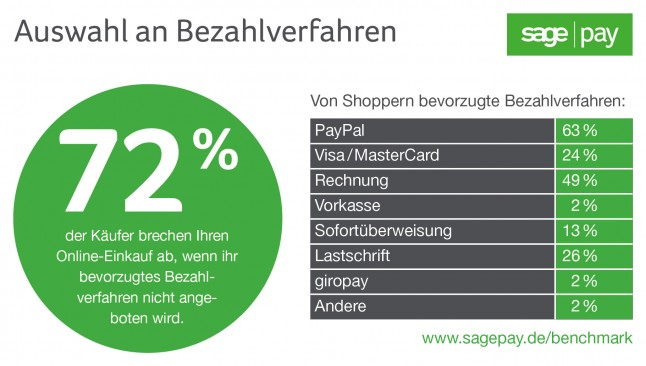 Auswahl an Bezahlverfahren
sage|pay
72%
der Käufer brechen Ihren
Online-Einkauf ab, wenn ihr
bevorzugtes Bezahl-
verfahren nicht ange-
boten wird.
Von Shoppern bevorzugte Bezahlverfahren:
PayPal 63 %
Visa/MasterCard 24 %
Rechnung 49 %
Vorkasse 2 %
Sofortüberweisung 13 %
Lastschrift 26 %
giropay 2 %
Andere 2 %
www.sagepay.de/benchmark